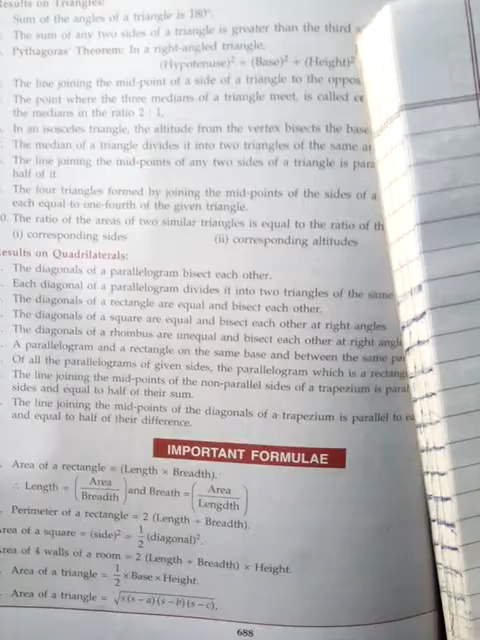 Results on Triangles:
Sum of the angles of a triangle is 180°.
The sum of any two sides of a triangle is greater than the third
Pythagoras' Theorem: In a right-angled triangle,
(Hypotenuse)² = (Base)² + (Height)²
The line joining the mid-point of a side of a triangle to the oppos
The point where the three medians of a triangle meet, is called ce
the medians in the ratio 2 : 1.
In an isosceles triangle, the altitude from the vertex bisects the base
The median of a triangle divides it into two triangles of the same ar
The line joining the mid-points of any two sides of a triangle is para
half of it.
The four triangles formed by joining the mid-points of the sides of a
each equal to one-fourth of the given triangle.
0. The ratio of the areas of two similar triangles is equal to the ratio of th
(i) corresponding sides (ii) corresponding altitudes
esults on Quadrilaterals:
The diagonals of a parallelogram bisect each other.
Each diagonal of a parallelogram divides it into two triangles of the same
The diagonals of a rectangle are equal and bisect each other.
The diagonals of a square are equal and bisect each other at right angles
The diagonals of a rhombus are unequal and bisect each other at right angl
A parallelogram and a rectangle on the same base and between the same par
Of all the parallelograms of given sides, the parallelogram which is a rectang
The line joining the mid-points of the non-parallel sides of a trapezium is paral
sides and equal to half of their sum.
The line joining the mid-points of the diagonals of a trapezium is parallel to ea
and equal to half of their difference.
IMPORTANT FORMULAE
Area of a rectangle = (Length × Breadth).
∴ Length = (Area/Breadth) and Breath = (Area/Lengdth)
Perimeter of a rectangle = 2 (Length + Breadth).
rea of a square = (side)² = 1/2 (diagonal)².
rea of 4 walls of a room = 2 (Length + Breadth) × Height.
Area of a triangle = 1/2 × Base × Height.
Area of a triangle = √s(s – a)(s – b)(s – c),
688